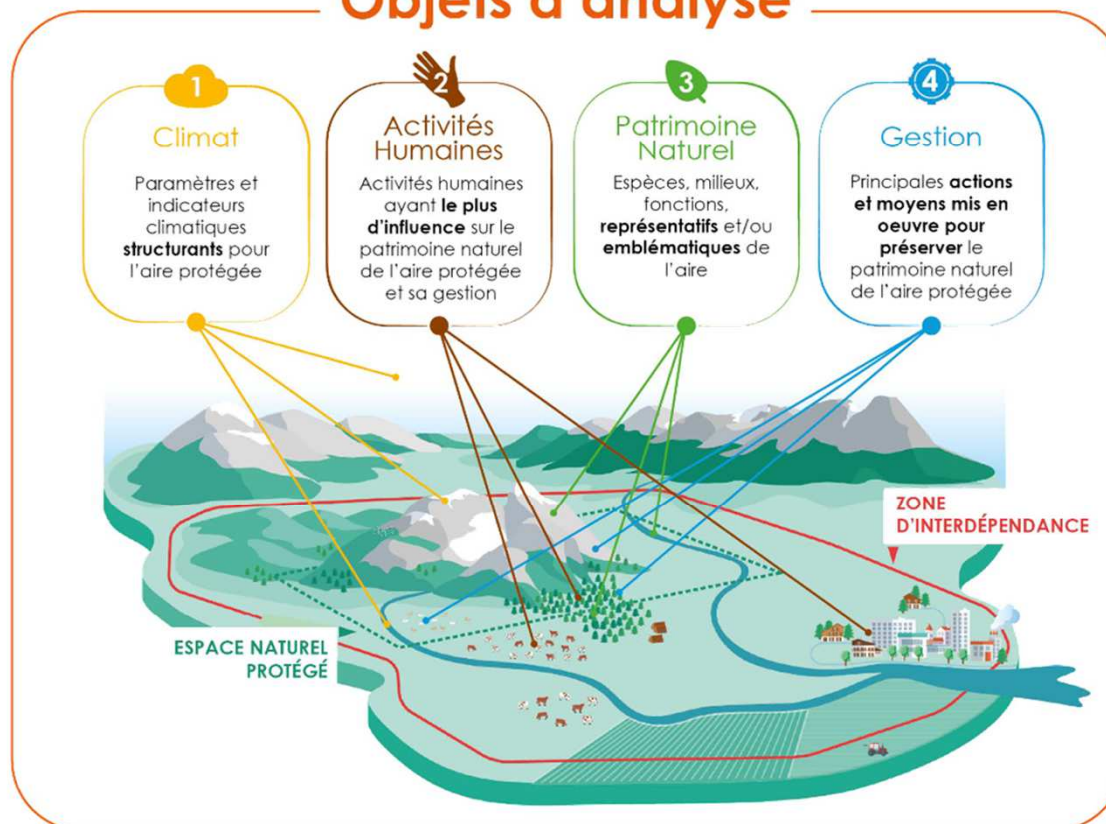 Objets d'analyse
1
Climat
Paramètres et
indicateurs
climatiques
structurants pour
l'aire protégée
2
Activités
Humaines
Activités humaines
ayant le plus
d'influence sur le
patrimoine naturel
de l'aire protégée
et sa gestion
3
Patrimoine
Naturel
Espèces, milieux,
fonctions,
représentatifs et/ou
emblématiques de
l'aire
4
Gestion
Principales actions
et moyens mis en
oeuvre pour
préserver le
patrimoine naturel
de l'aire protégée
ZONE
D'INTERDÉPENDANCE
ESPACE NATUREL
PROTÉGÉ